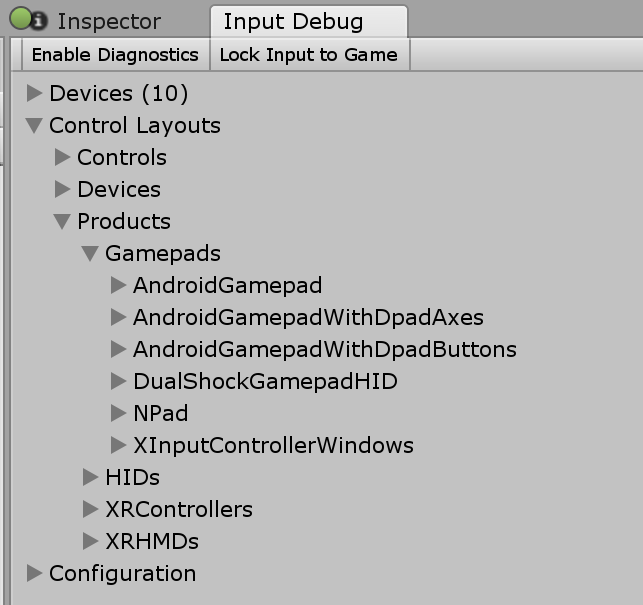 Inspector Input Debug
Enable Diagnostics Lock Input to Game
Devices (10)
Control Layouts
Controls
Devices
Products
Gamepads
AndroidGamepad
AndroidGamepadWithDpadAxes
AndroidGamepadWithDpadButtons
DualShockGamepadHID
NPad
XInputControllerWindows
HIDs
XRControllers
XRHMDs
Configuration